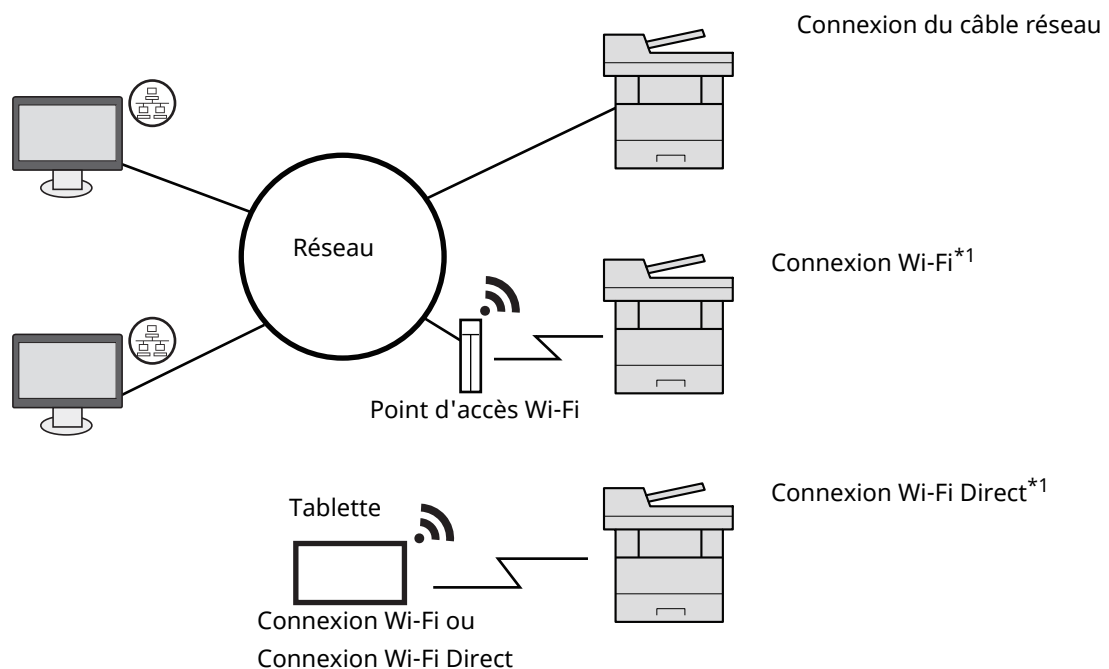 Connexion du câble réseau
Réseau
Connexion Wi-Fi*1
Point d'accès Wi-Fi
Connexion Wi-Fi Direct*1
Tablette
Connexion Wi-Fi ou
Connexion Wi-Fi Direct